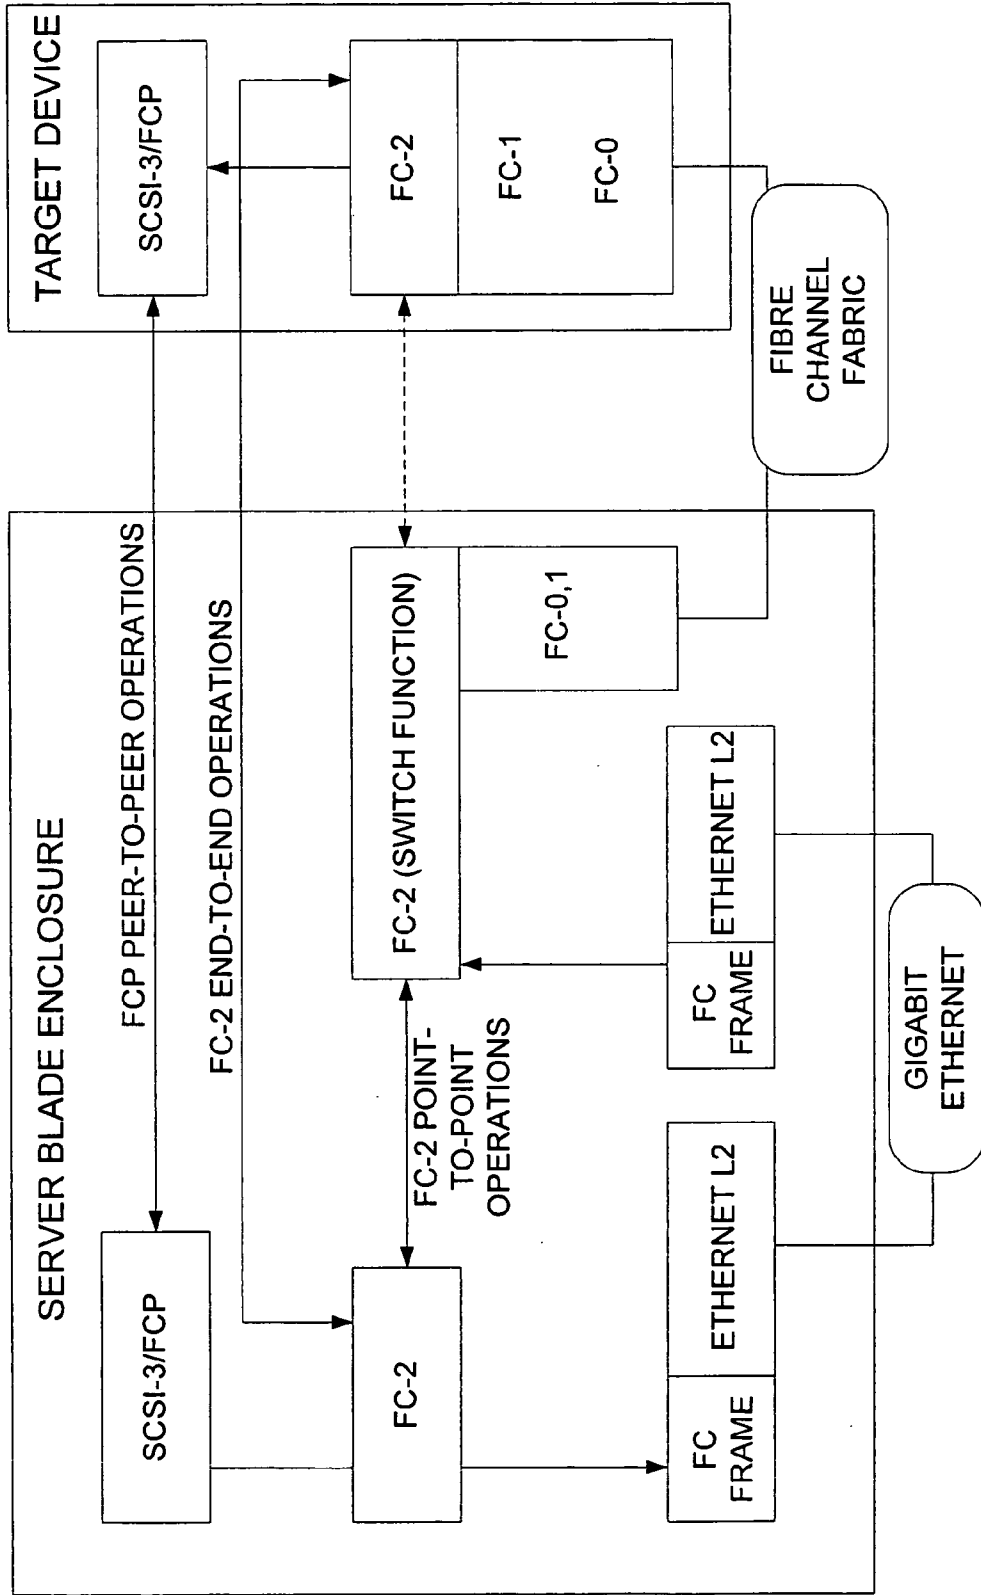 SERVER BLADE ENCLOSURE
TARGET DEVICE
SCSI-3/FCP
FCP PEER-TO-PEER OPERATIONS
SCSI-3/FCP
FC-2 END-TO-END OPERATIONS
FC-2
FC-2 POINT-
TO-POINT
OPERATIONS
FC-2 (SWITCH FUNCTION)
FC-2
FC-0,1
FC-1
FC-0
FC
FRAME
ETHERNET L2
FC
FRAME
ETHERNET L2
GIGABIT
ETHERNET
FIBRE
CHANNEL
FABRIC